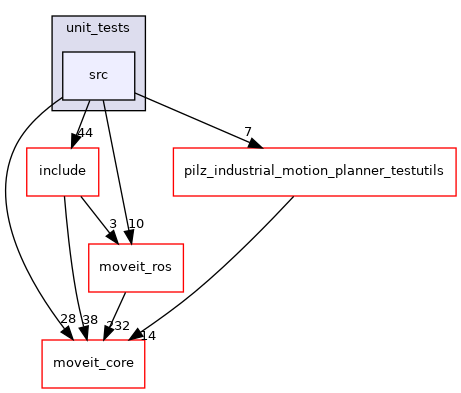 unit_tests
src
44
7
include
pilz_industrial_motion_planner_testutils
3
10
moveit_ros
28
38
232
14
moveit_core